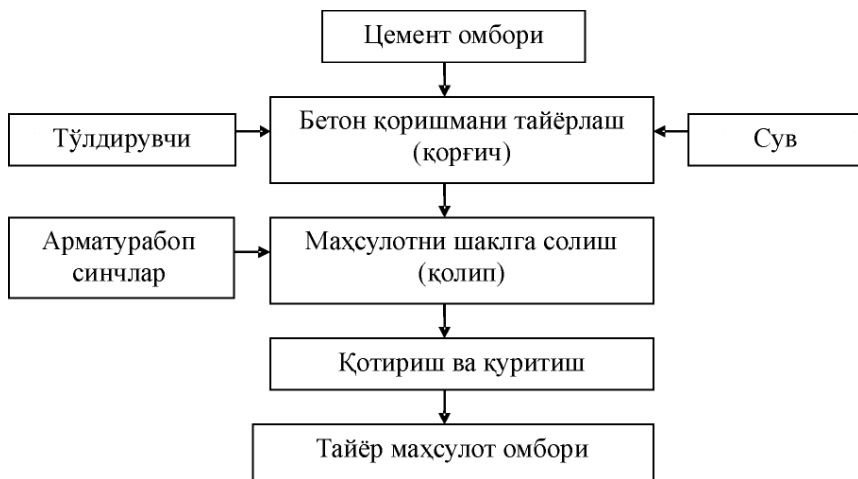 Цемент омбори
Тўлдирувчи
Бетон қоришмани тайёрлаш
(қорғич)
Сув
Арматурабоп
синчлар
Маҳсулотни шаклга солиш
(қолип)
Қотириш ва қуритиш
Тайёр маҳсулот омбори